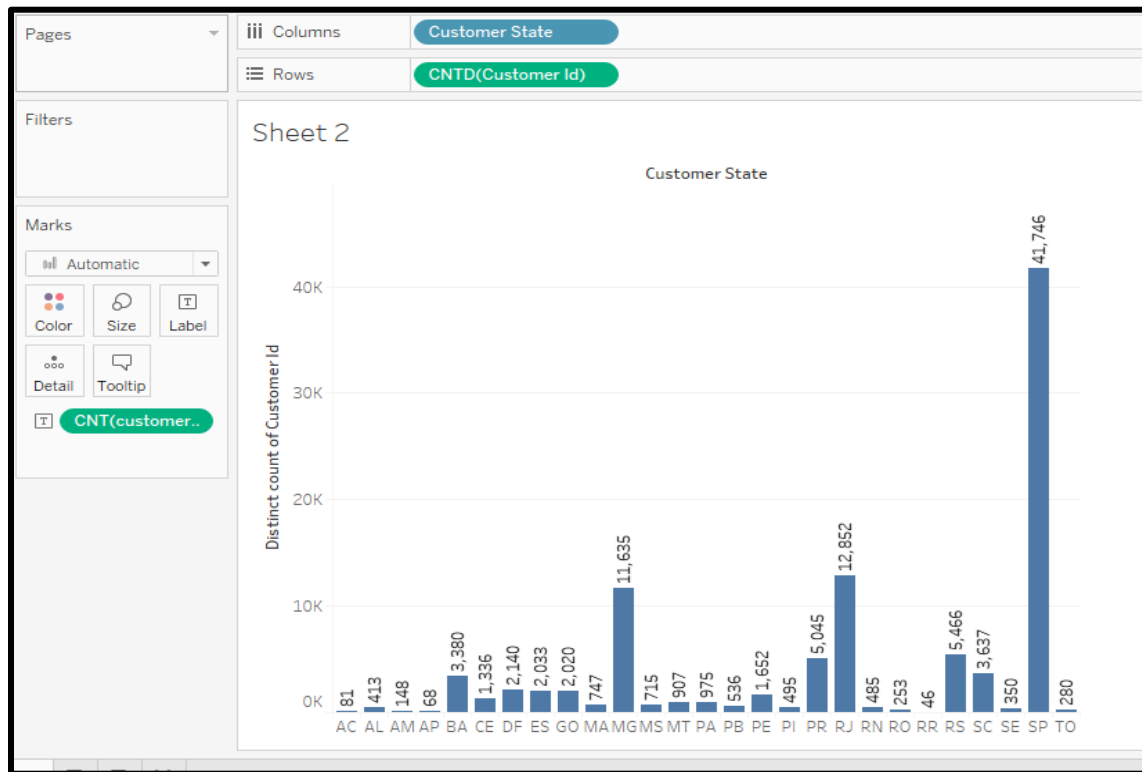 Pages
Columns
Customer State
Rows
CNTD(Customer Id)
Filters
Marks
Automatic
Color
Size
Label
Detail
Tooltip
CNT(customer..
Sheet 2
Customer State
Distinct count of Customer Id
40K
30K
20K
10K
0K
81
413
148
68
3,380
1,336
2,140
2,033
2,020
747
11,635
715
907
975
536
1,652
495
5,045
12,852
485
253
46
5,466
3,637
350
41,746
280
AC AL AM AP BA CE DF ES GO MA MG MS MT PA PB PE PI PR RJ RN RO RR RS SC SE SP TO